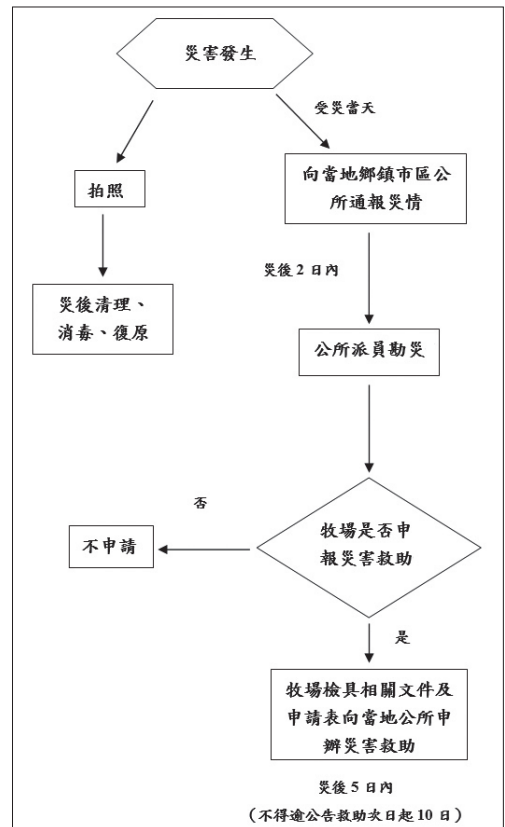 災害發生
受災當天
拍照
向當地鄉鎮市區公
所通報災情
災後 2 日內
災後清理、
消毒、復原
公所派員勘災
否
不申請
牧場是否申
報災害救助
是
牧場檢具相關文件及
申請表向當地公所申
辦災害救助
災後 5 日內
（不得逾公告救助次日起 10 日）